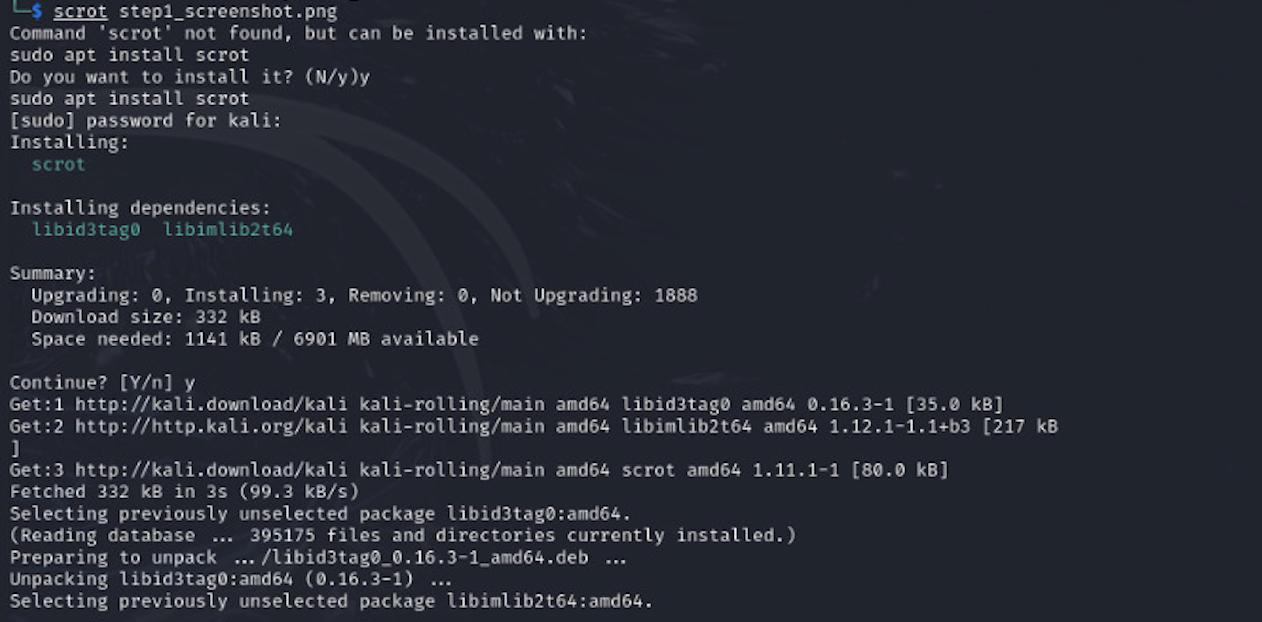 └─$ scrot step1_screenshot.png
Command 'scrot' not found, but can be installed with:
sudo apt install scrot
Do you want to install it? (N/y)y
sudo apt install scrot
[sudo] password for kali:
Installing:
  scrot

Installing dependencies:
  libid3tag0  libimlib2t64

Summary:
  Upgrading: 0, Installing: 3, Removing: 0, Not Upgrading: 1888
  Download size: 332 kB
  Space needed: 1141 kB / 6901 MB available

Continue? [Y/n] y
Get:1 http://kali.download/kali kali-rolling/main amd64 libid3tag0 amd64 0.16.3-1 [35.0 kB]
Get:2 http://http.kali.org/kali kali-rolling/main amd64 libimlib2t64 amd64 1.12.1-1.1+b3 [217 kB
]
Get:3 http://kali.download/kali kali-rolling/main amd64 scrot amd64 1.11.1-1 [80.0 kB]
Fetched 332 kB in 3s (99.3 kB/s)
Selecting previously unselected package libid3tag0:amd64.
(Reading database ... 395175 files and directories currently installed.)
Preparing to unpack .../libid3tag0_0.16.3-1_amd64.deb ...
Unpacking libid3tag0:amd64 (0.16.3-1) ...
Selecting previously unselected package libimlib2t64:amd64.